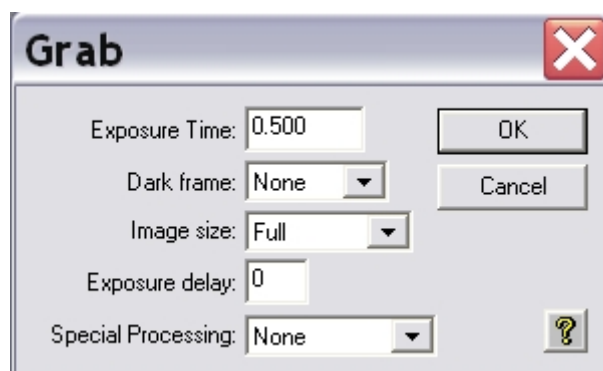 Grab
Exposure Time: 0.500 OK
Dark frame: None Cancel
Image size: Full
Exposure delay: 0
Special Processing: None ?